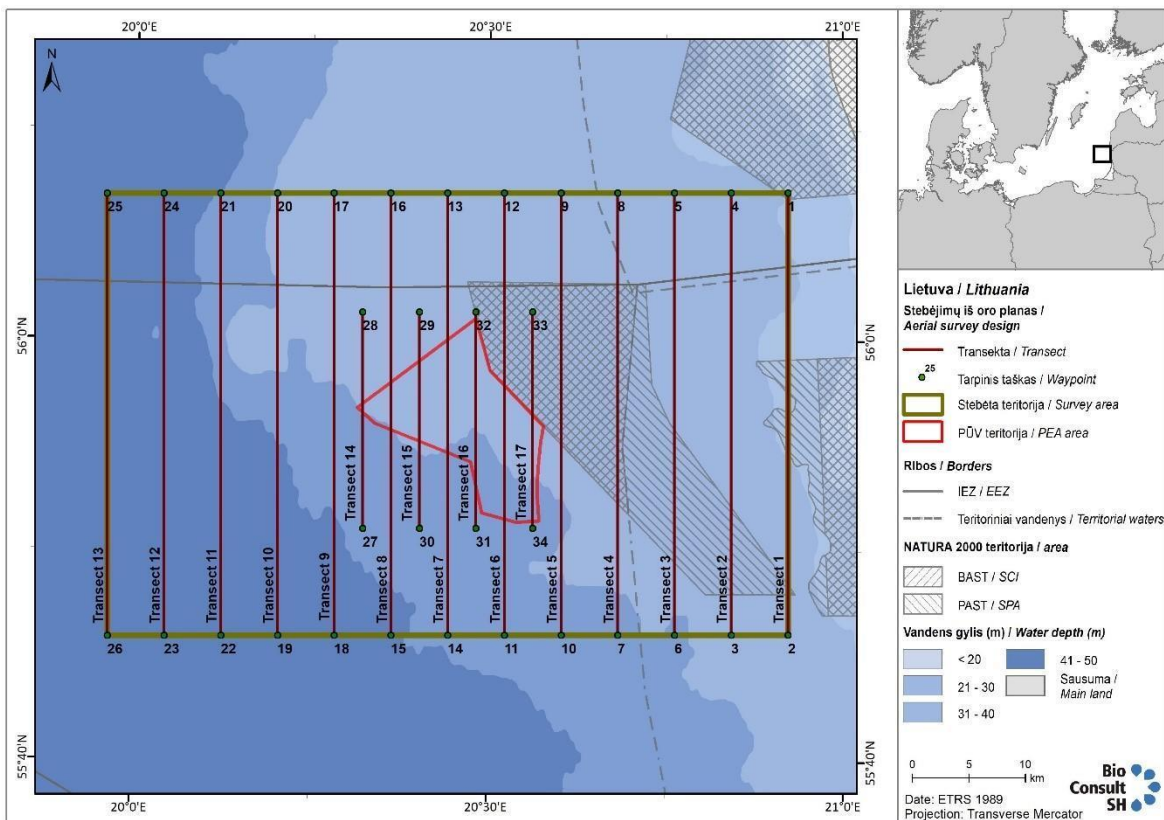 20°0'E 20°30'E 21°0'E
N
25 24 21 20 17 16 13 12 9 8 5 4 1
28 29 32 33
56°0'N 56°0'N
Transect 14 Transect 15 Transect 16 Transect 17
27 30 31 34
Transect 13 Transect 12 Transect 11 Transect 10 Transect 9 Transect 8 Transect 7 Transect 6 Transect 5 Transect 4 Transect 3 Transect 2 Transect 1
26 23 22 19 18 15 14 11 10 7 6 3 2
55°40'N 55°40'N
20°0'E 20°30'E 21°0'E
Lietuva / Lithuania
Stebėjimų iš oro planas /
Aerial survey design
Transekta / Transect
25
Tarpinis taškas / Waypoint
Stebėta teritorija / Survey area
PŪV teritorija / PEA area
Ribos / Borders
IEZ / EEZ
Teritoriniai vandenys / Territorial waters
NATURA 2000 teritorija / area
BAST / SCI
PAST / SPA
Vandens gylis (m) / Water depth (m)
< 20
21 - 30
31 - 40
41 - 50
Sausuma /
Main land
0 5 10
km
Date: ETRS 1989
Projection: Transverse Mercator
Bio
Consult
SH